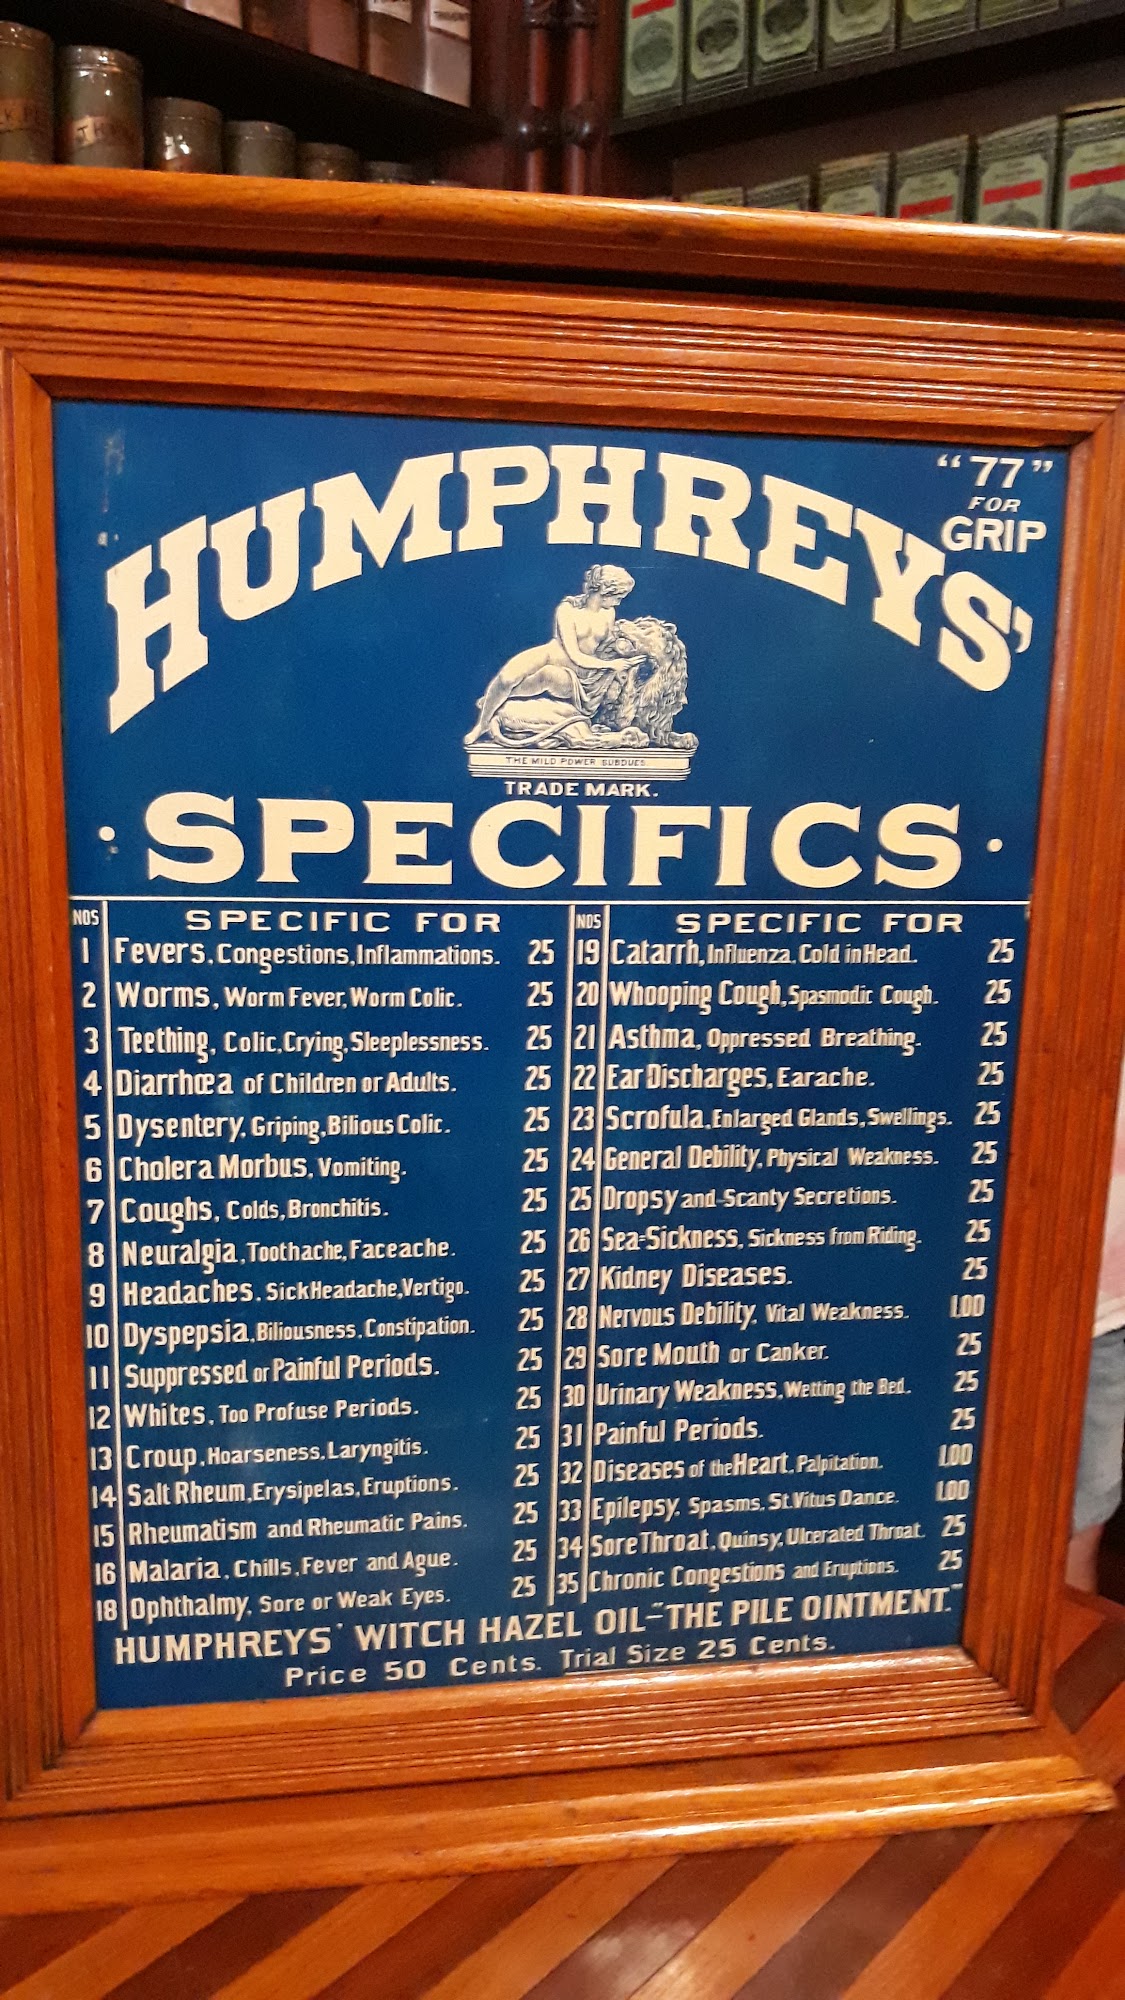 "77"
FOR
GRIP
HUMPHREYS'
THE MILD POWER SUBDUES
TRADE MARK.
· SPECIFICS ·
NOS SPECIFIC FOR
1 Fevers, Congestions, Inflammations. 25
2 Worms, Worm Fever, Worm Colic. 25
3 Teething, Colic, Crying, Sleeplessness. 25
4 Diarrhœa of Children or Adults. 25
5 Dysentery, Griping, Bilious Colic. 25
6 Cholera Morbus, Vomiting. 25
7 Coughs, Colds, Bronchitis. 25
8 Neuralgia, Toothache, Faceache. 25
9 Headaches. Sick Headache, Vertigo. 25
10 Dyspepsia, Biliousness, Constipation. 25
11 Suppressed or Painful Periods. 25
12 Whites, Too Profuse Periods. 25
13 Croup, Hoarseness, Laryngitis. 25
14 Salt Rheum, Erysipelas, Eruptions. 25
15 Rheumatism and Rheumatic Pains. 25
16 Malaria, Chills, Fever and Ague. 25
18 Ophthalmy, Sore or Weak Eyes. 25
NOS SPECIFIC FOR
19 Catarrh, Influenza, Cold in Head. 25
20 Whooping Cough, Spasmodic Cough. 25
21 Asthma, Oppressed Breathing. 25
22 Ear Discharges, Earache. 25
23 Scrofula, Enlarged Glands, Swellings. 25
24 General Debility, Physical Weakness. 25
25 Dropsy and Scanty Secretions. 25
26 Sea=Sickness, Sickness from Riding. 25
27 Kidney Diseases. 25
28 Nervous Debility, Vital Weakness. 1.00
29 Sore Mouth or Canker. 25
30 Urinary Weakness, Wetting the Bed. 25
31 Painful Periods. 25
32 Diseases of the Heart, Palpitation. 1.00
33 Epilepsy, Spasms, St. Vitus Dance. 1.00
34 Sore Throat, Quinsy, Ulcerated Throat. 25
35 Chronic Congestions and Eruptions. 25
HUMPHREYS' WITCH HAZEL OIL-"THE PILE OINTMENT."
Price 50 Cents. Trial Size 25 Cents.